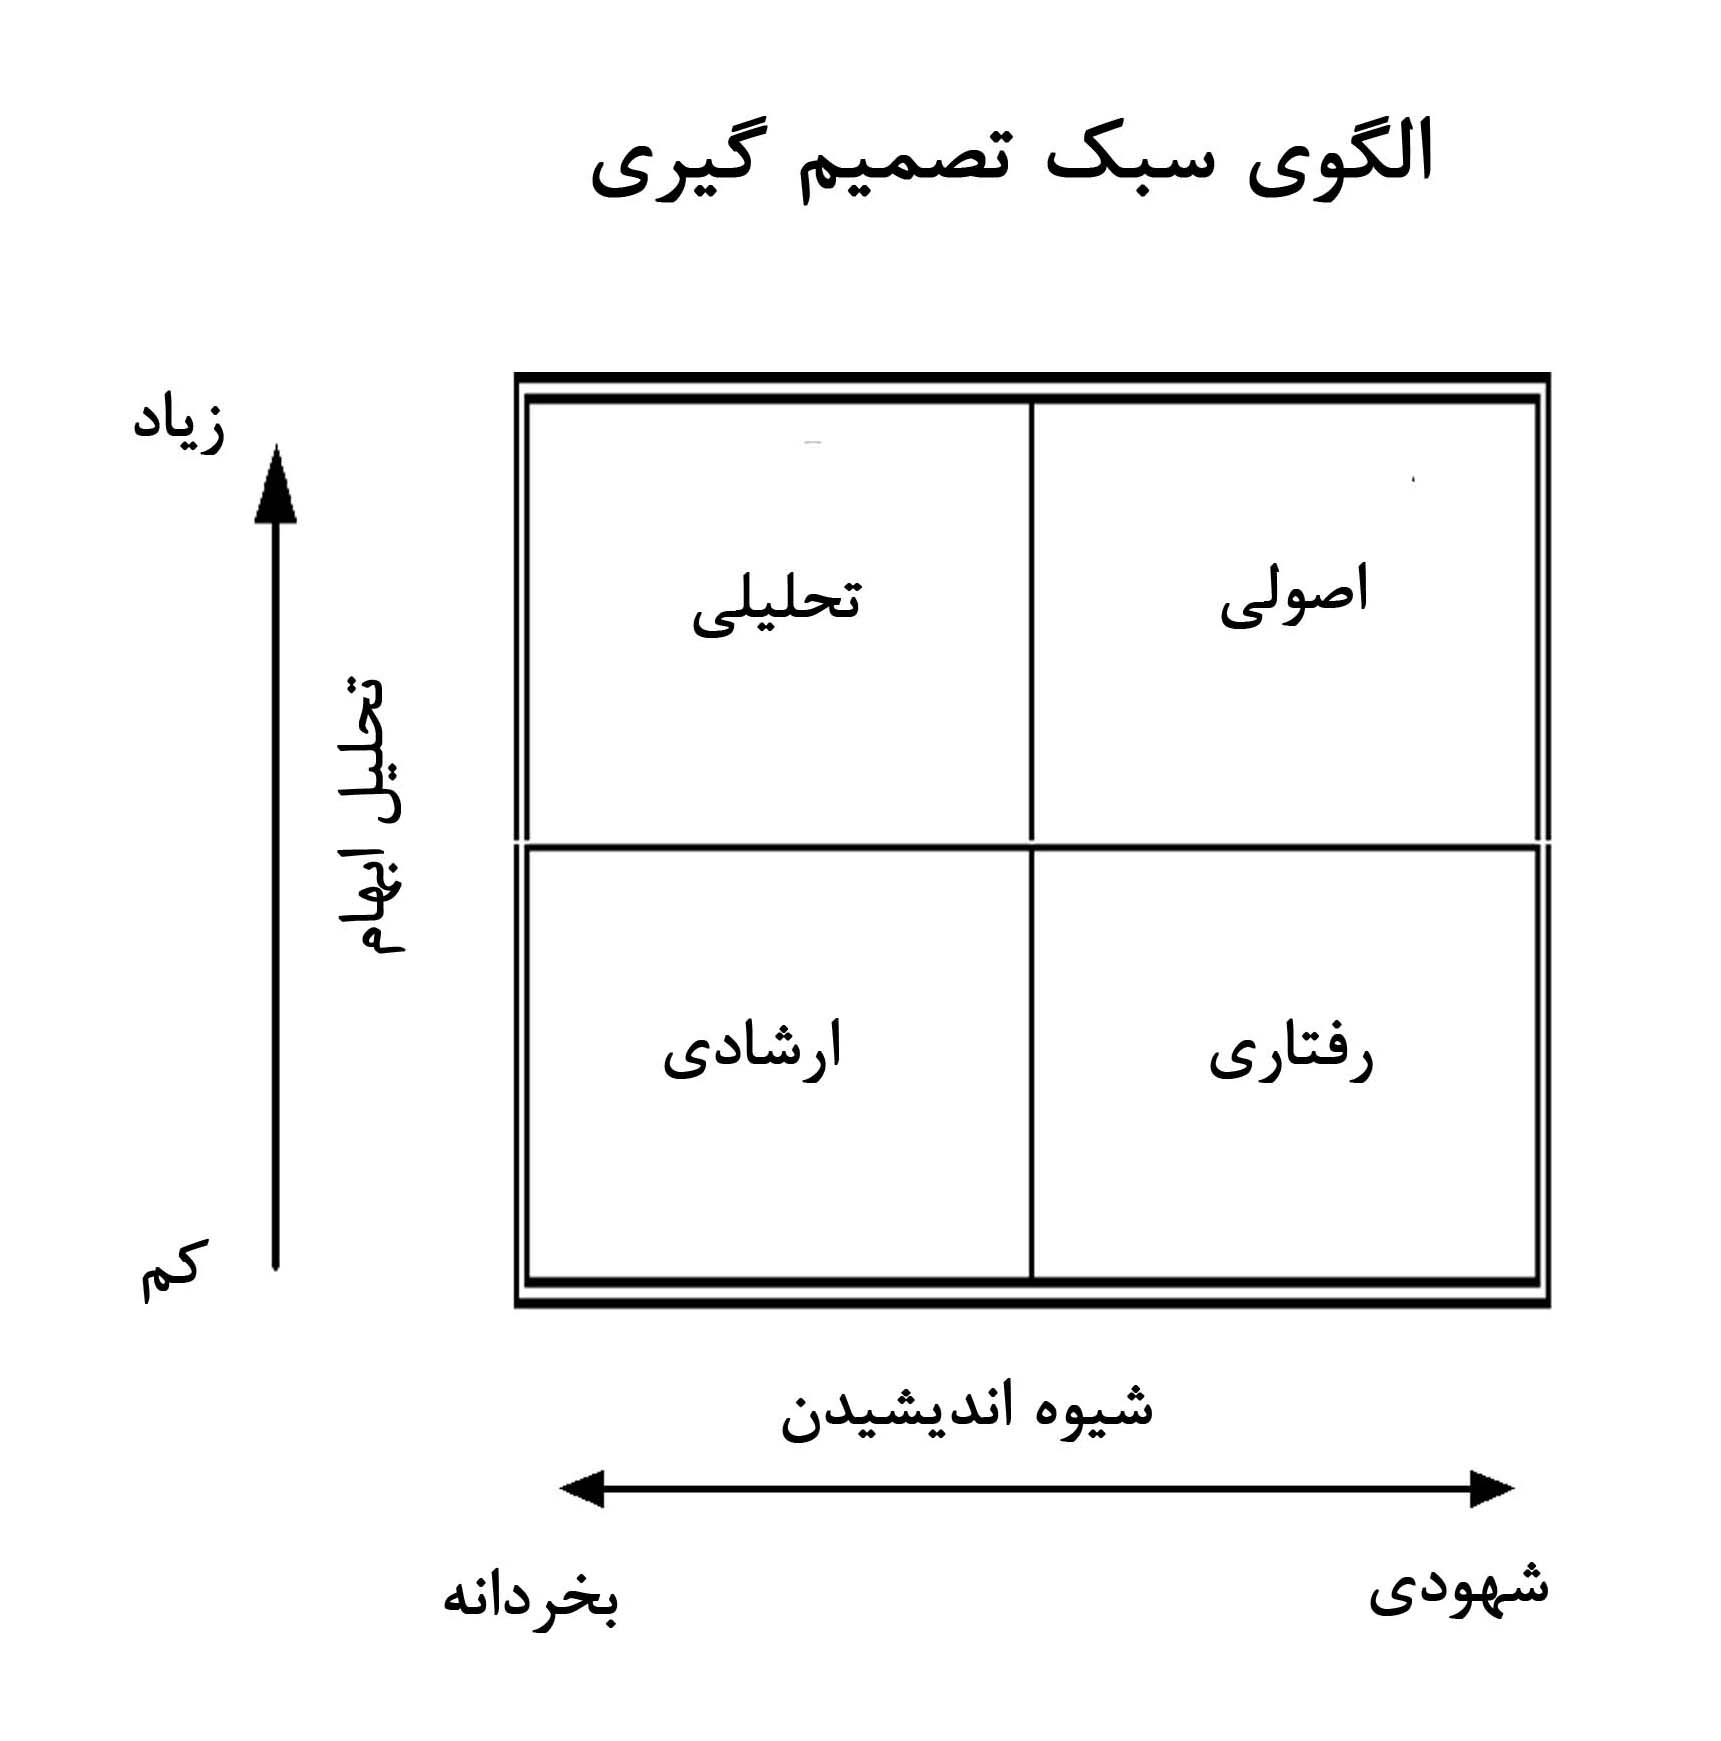 الگوی سبک تصمیم گیری
زیاد
اصولی
تحلیلی
تحلیل ابهام
رفتاری
ارشادی
کم
شیوه اندیشیدن
شهودی
بخردانه